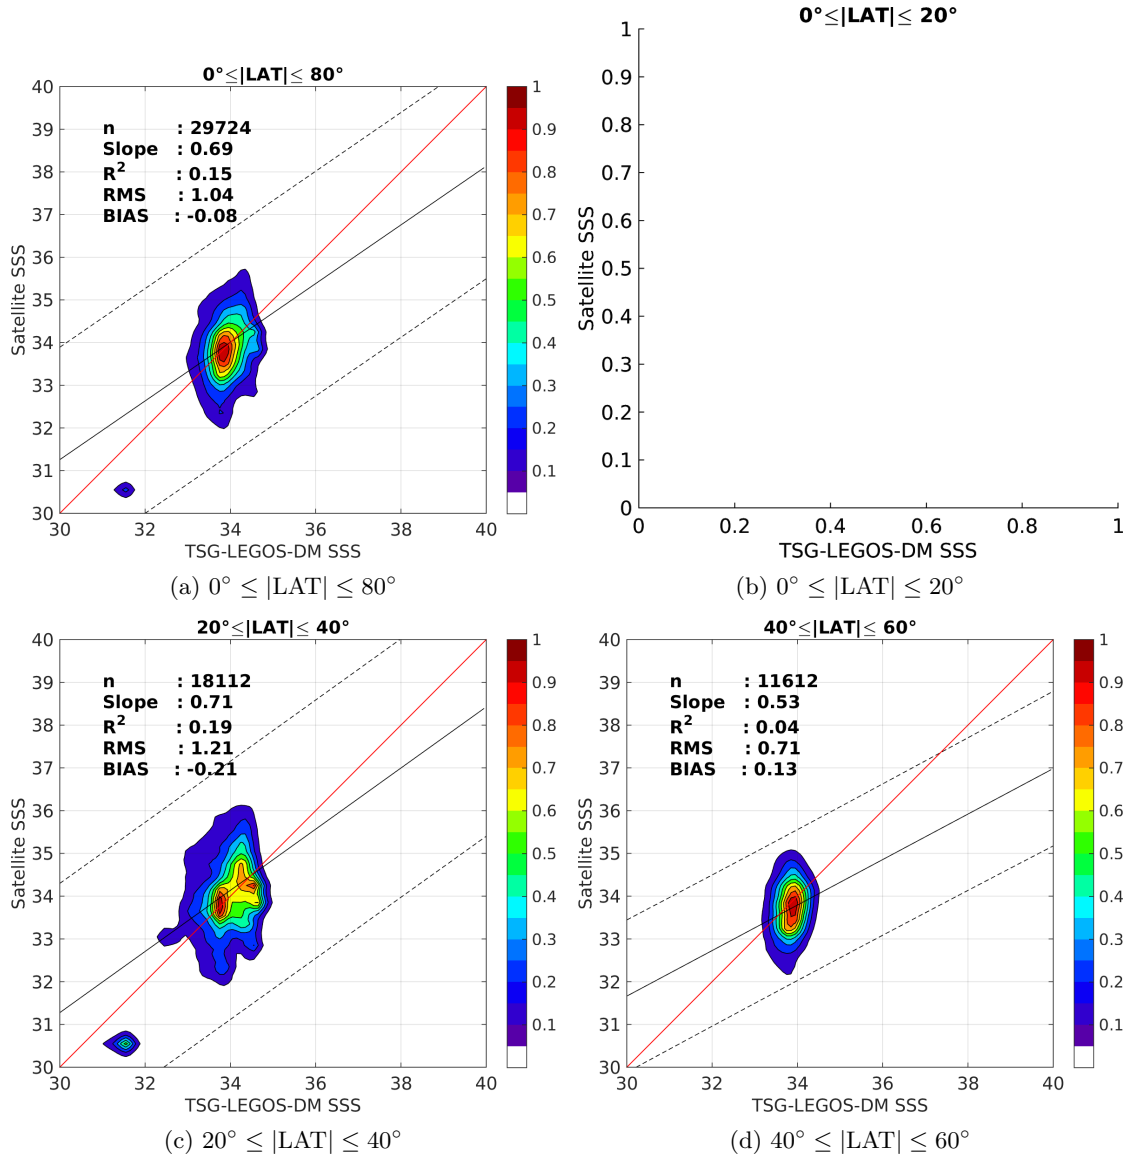 0°≤|LAT|≤ 80°
n : 29724
Slope : 0.69
R² : 0.15
RMS : 1.04
BIAS : -0.08
40
39
38
37
36
35
34
33
32
31
30
30 32 34 36 38 40
Satellite SSS
TSG-LEGOS-DM SSS
1
0.9
0.8
0.7
0.6
0.5
0.4
0.3
0.2
0.1
(a) 0° ≤ |LAT| ≤ 80°
0°≤|LAT|≤ 20°
1
0.9
0.8
0.7
0.6
0.5
0.4
0.3
0.2
0.1
0
0 0.2 0.4 0.6 0.8 1
Satellite SSS
TSG-LEGOS-DM SSS
(b) 0° ≤ |LAT| ≤ 20°
20°≤|LAT|≤ 40°
n : 18112
Slope : 0.71
R² : 0.19
RMS : 1.21
BIAS : -0.21
40
39
38
37
36
35
34
33
32
31
30
30 32 34 36 38 40
Satellite SSS
TSG-LEGOS-DM SSS
1
0.9
0.8
0.7
0.6
0.5
0.4
0.3
0.2
0.1
(c) 20° ≤ |LAT| ≤ 40°
40°≤|LAT|≤ 60°
n : 11612
Slope : 0.53
R² : 0.04
RMS : 0.71
BIAS : 0.13
40
39
38
37
36
35
34
33
32
31
30
30 32 34 36 38 40
Satellite SSS
TSG-LEGOS-DM SSS
1
0.9
0.8
0.7
0.6
0.5
0.4
0.3
0.2
0.1
(d) 40° ≤ |LAT| ≤ 60°